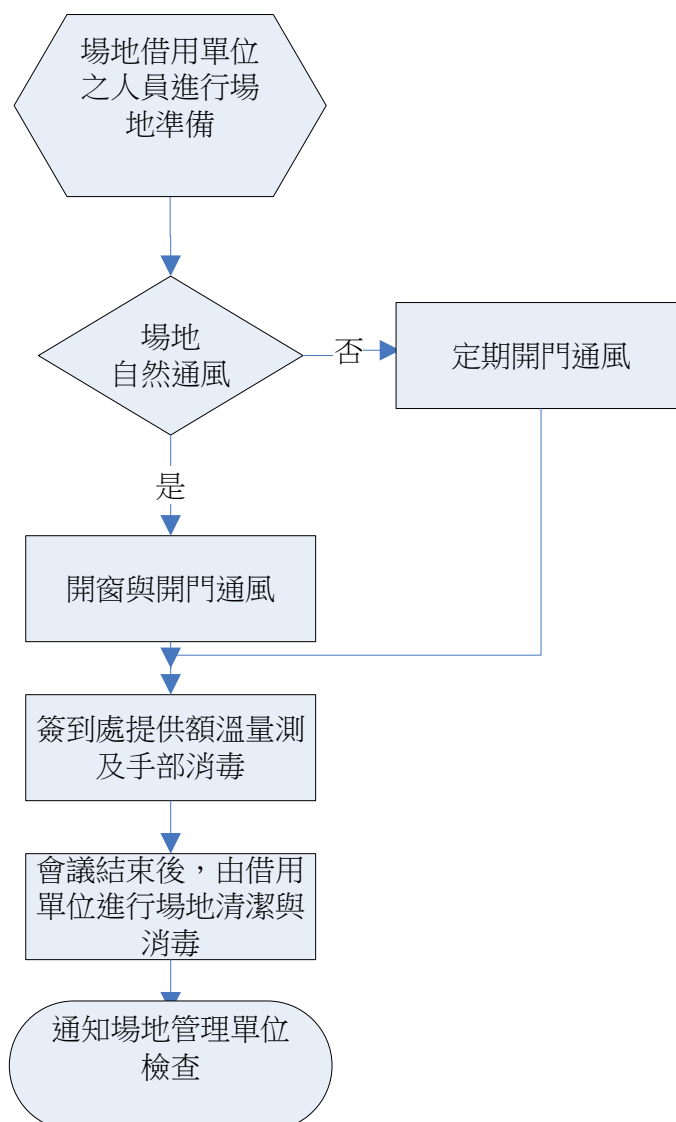 場地借用單位
之人員進行場
地準備
場地
自然通風
否
定期開門通風
是
開窗與開門通風
簽到處提供額溫量測
及手部消毒
會議結束後，由借用
單位進行場地清潔與
消毒
通知場地管理單位
檢查